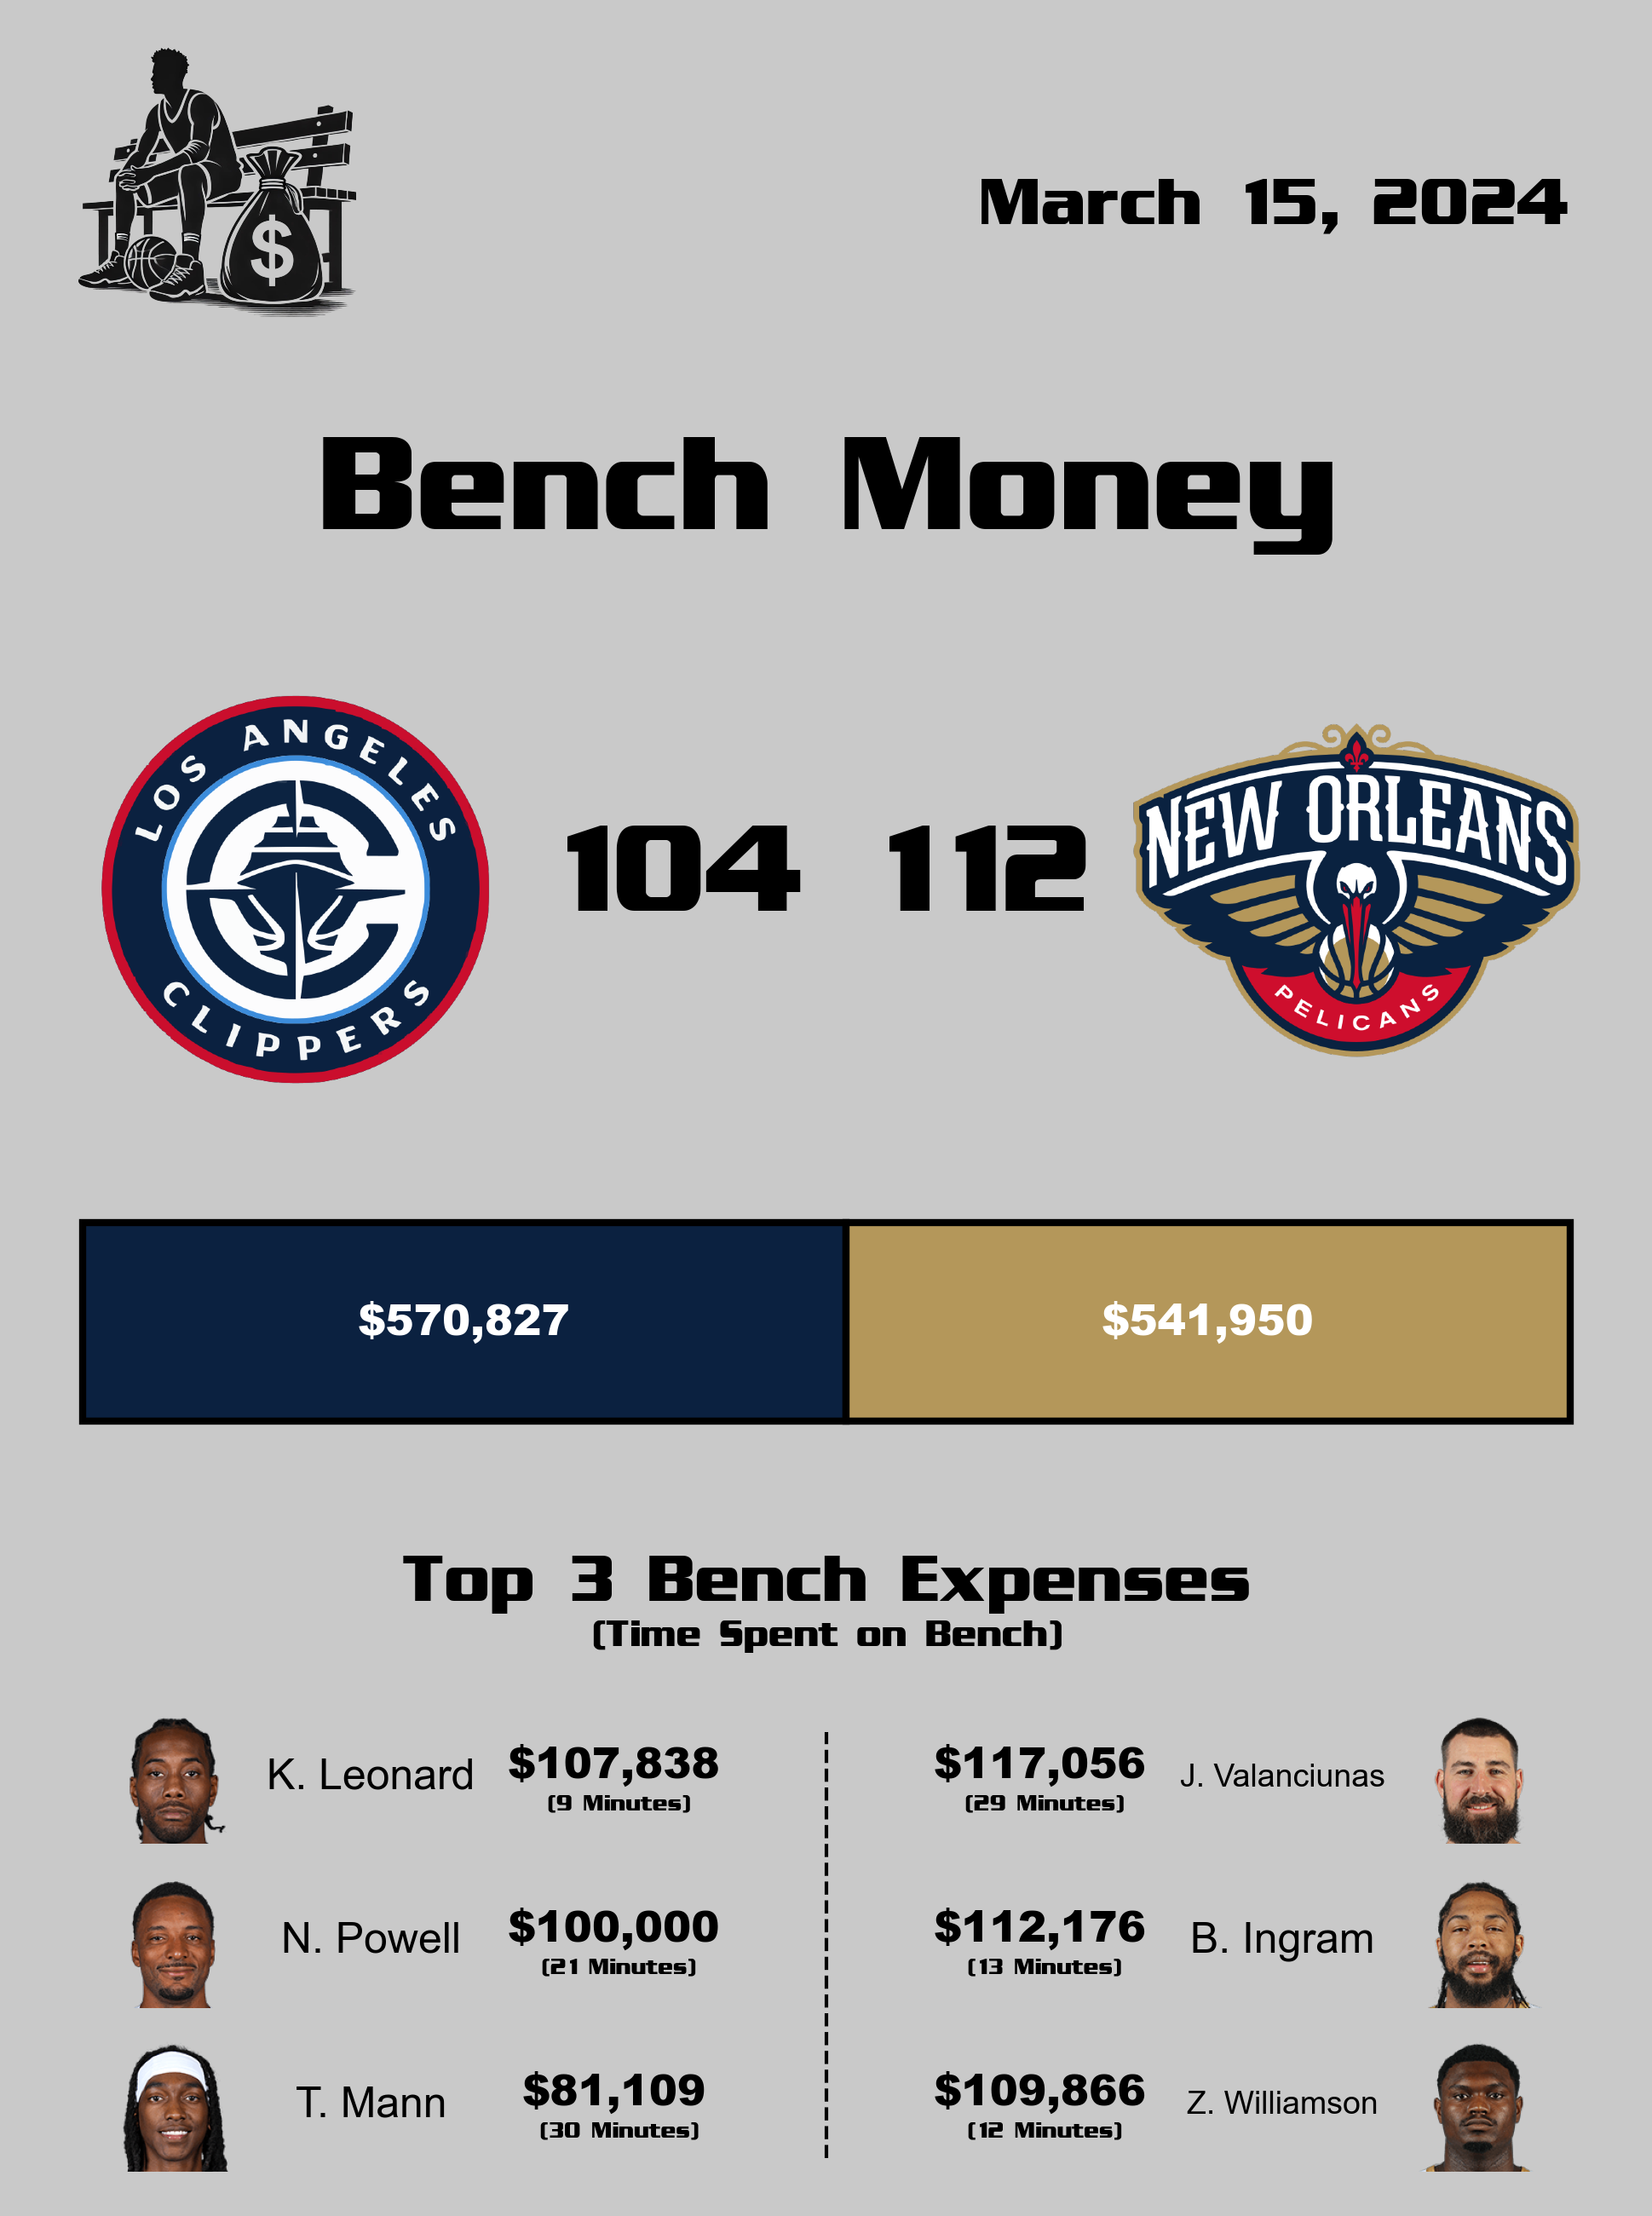 $
March 15, 2024
Bench Money
LOS ANGELES
CLIPPERS
104 112
NEW ORLEANS
PELICANS
$570,827 $541,950
Top 3 Bench Expenses
(Time Spent on Bench)
K. Leonard $107,838
(9 Minutes)
$117,056 J. Valanciunas
(29 Minutes)
N. Powell $100,000
(21 Minutes)
$112,176 B. Ingram
(13 Minutes)
T. Mann $81,109
(30 Minutes)
$109,866 Z. Williamson
(12 Minutes)